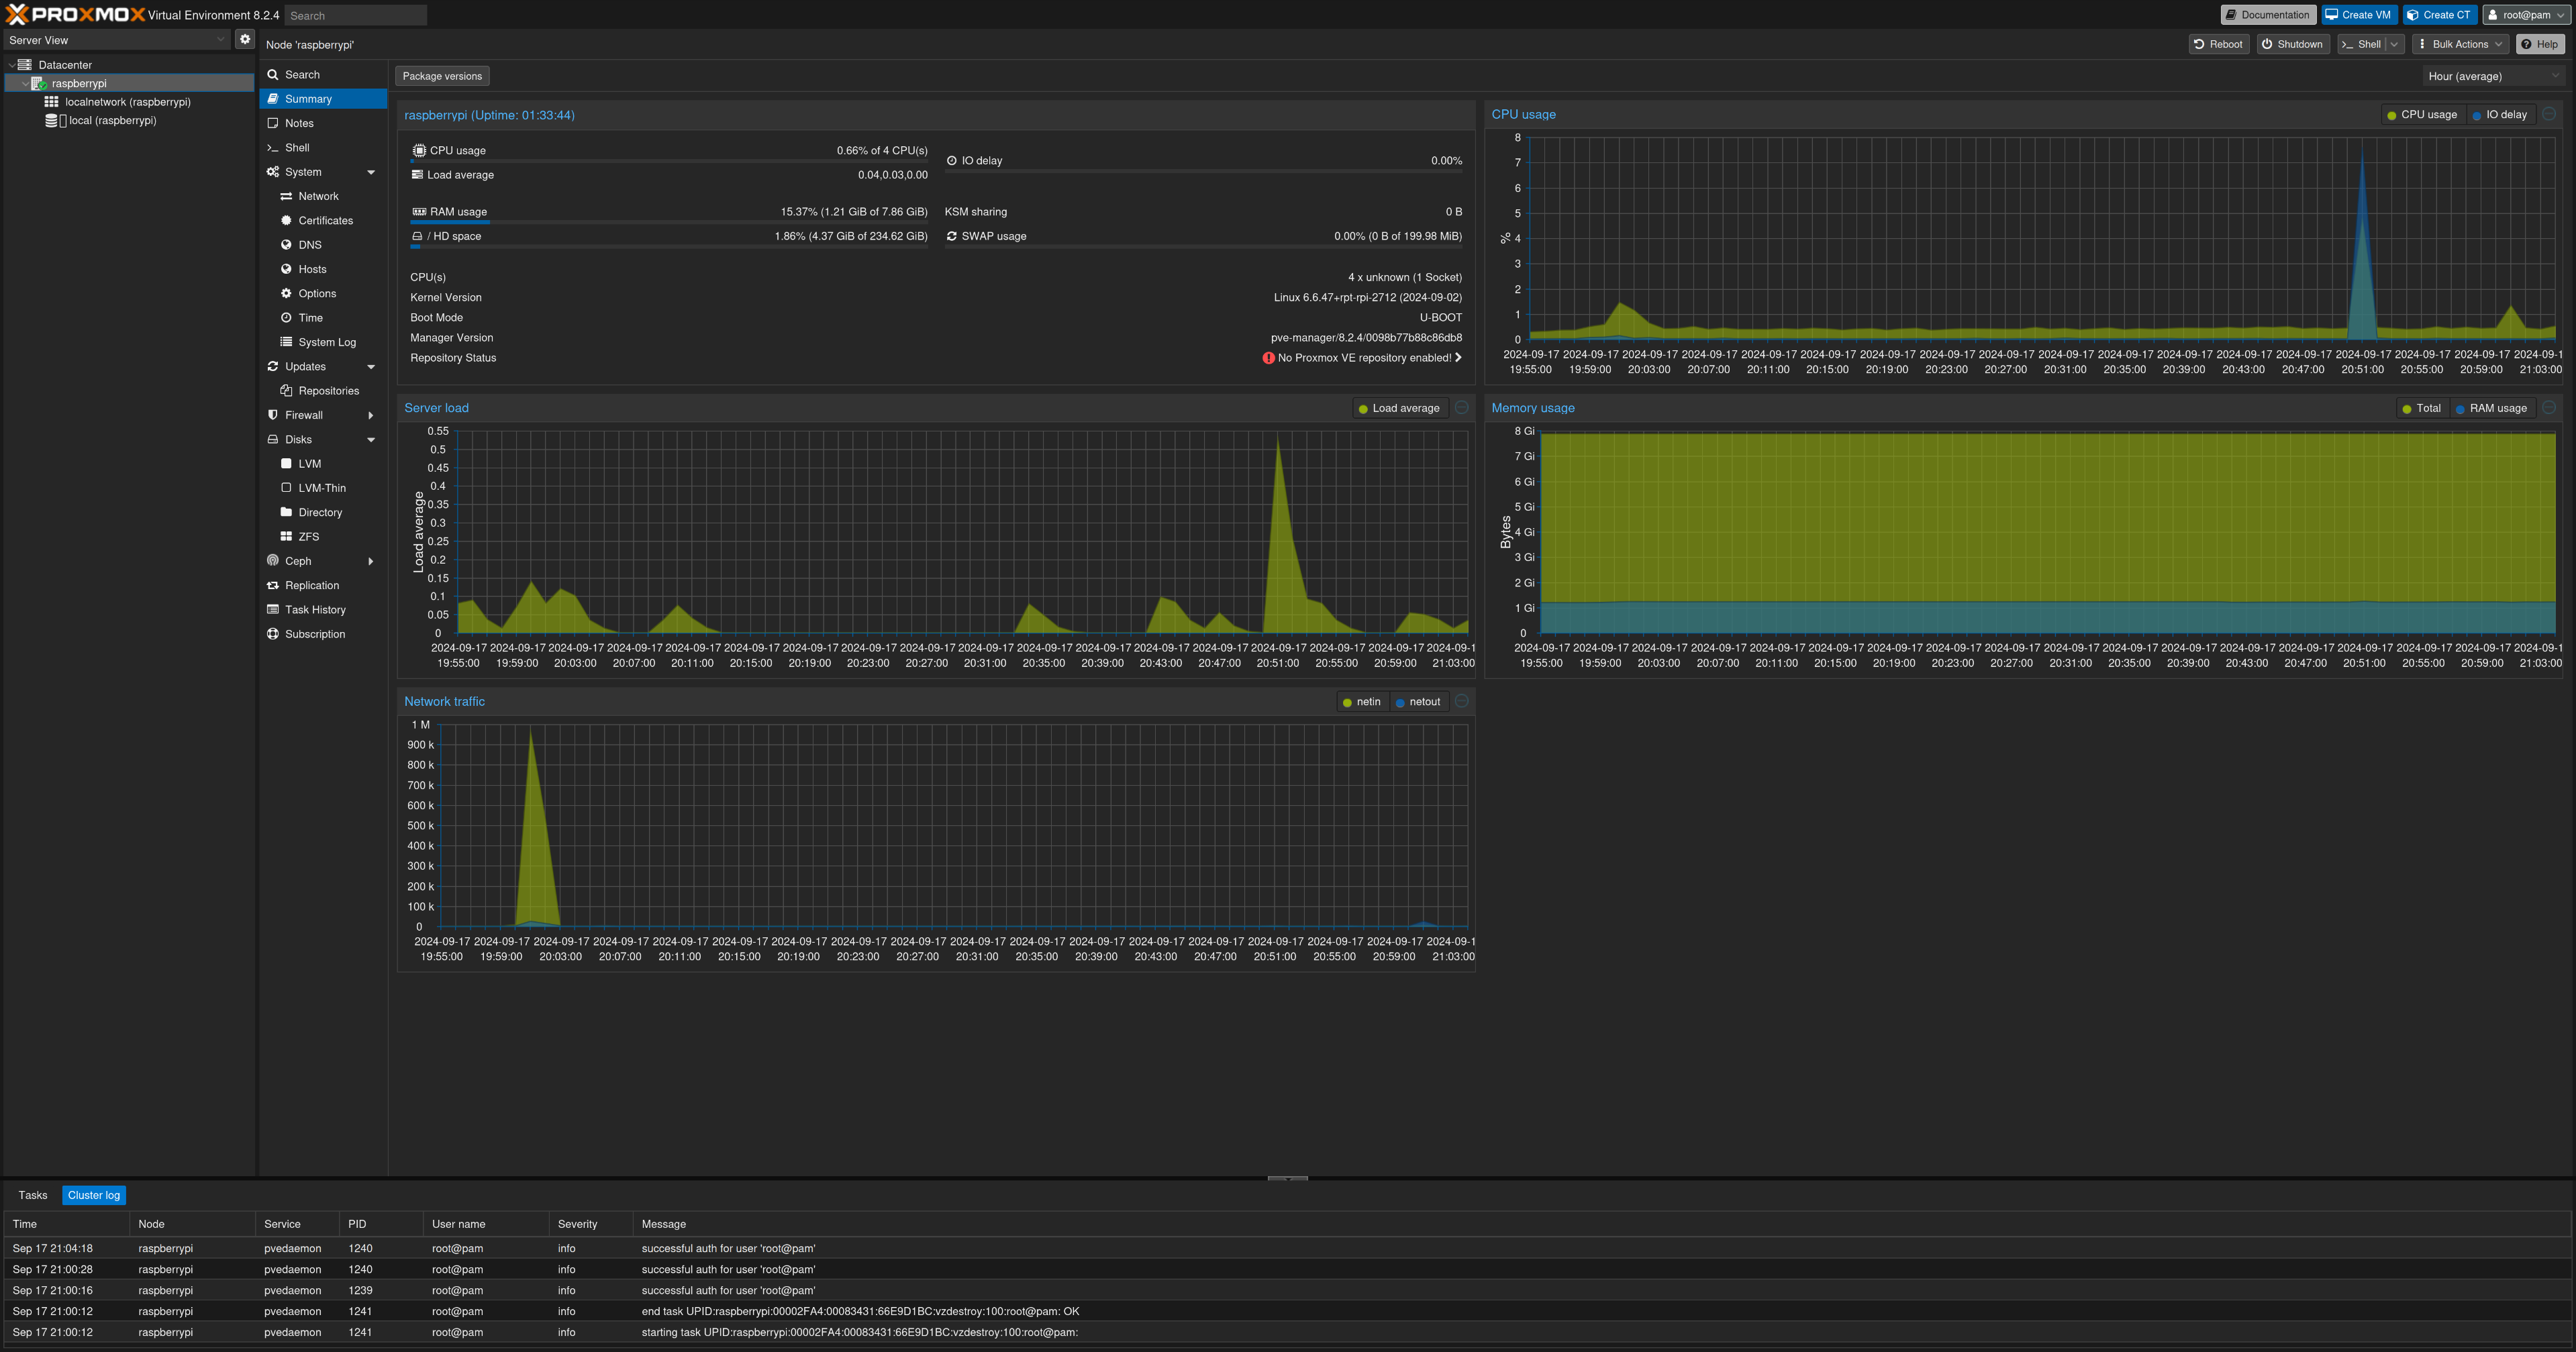 PROXMOX Virtual Environment 8.2.4 Search
Documentation Create VM Create CT root@pam
Server View
Node 'raspberrypi'
Reboot Shutdown Shell Bulk Actions Help
Datacenter
raspberrypi
localnetwork (raspberrypi)
local (raspberrypi)
Search
Summary
Notes
Shell
System
Network
Certificates
DNS
Hosts
Options
Time
System Log
Updates
Repositories
Firewall
Disks
LVM
LVM-Thin
Directory
ZFS
Ceph
Replication
Task History
Subscription
Package versions
Hour (average)
raspberrypi (Uptime: 01:33:44)
CPU usage 0.66% of 4 CPU(s)
IO delay 0.00%
Load average 0.04,0.03,0.00
RAM usage 15.37% (1.21 GiB of 7.86 GiB)
KSM sharing 0 B
/ HD space 1.86% (4.37 GiB of 234.62 GiB)
SWAP usage 0.00% (0 B of 199.98 MiB)
CPU(s) 4 x unknown (1 Socket)
Kernel Version Linux 6.6.47+rpt-rpi-2712 (2024-09-02)
Boot Mode U-BOOT
Manager Version pve-manager/8.2.4/0098b77b88c86db8
Repository Status No Proxmox VE repository enabled!
CPU usage
CPU usage IO delay
8
7
6
5
4
3
2
1
0
%
2024-09-17 2024-09-17 2024-09-17 2024-09-17 2024-09-17 2024-09-17 2024-09-17 2024-09-17 2024-09-17 2024-09-17 2024-09-17 2024-09-17 2024-09-17 2024-09-17 2024-09-17 2024-09-17 2024-09-17 2024-09-1
19:55:00 19:59:00 20:03:00 20:07:00 20:11:00 20:15:00 20:19:00 20:23:00 20:27:00 20:31:00 20:35:00 20:39:00 20:43:00 20:47:00 20:51:00 20:55:00 20:59:00 21:03:00
Server load
Load average
0.55
0.5
0.45
0.4
0.35
0.3
0.25
0.2
0.15
0.1
0.05
0
Load average
2024-09-17 2024-09-17 2024-09-17 2024-09-17 2024-09-17 2024-09-17 2024-09-17 2024-09-17 2024-09-17 2024-09-17 2024-09-17 2024-09-17 2024-09-17 2024-09-17 2024-09-17 2024-09-17 2024-09-17 2024-09-1
19:55:00 19:59:00 20:03:00 20:07:00 20:11:00 20:15:00 20:19:00 20:23:00 20:27:00 20:31:00 20:35:00 20:39:00 20:43:00 20:47:00 20:51:00 20:55:00 20:59:00 21:03:00
Memory usage
Total RAM usage
8 Gi
7 Gi
6 Gi
5 Gi
4 Gi
3 Gi
2 Gi
1 Gi
0
Bytes
2024-09-17 2024-09-17 2024-09-17 2024-09-17 2024-09-17 2024-09-17 2024-09-17 2024-09-17 2024-09-17 2024-09-17 2024-09-17 2024-09-17 2024-09-17 2024-09-17 2024-09-17 2024-09-17 2024-09-17 2024-09-1
19:55:00 19:59:00 20:03:00 20:07:00 20:11:00 20:15:00 20:19:00 20:23:00 20:27:00 20:31:00 20:35:00 20:39:00 20:43:00 20:47:00 20:51:00 20:55:00 20:59:00 21:03:00
Network traffic
netin netout
1 M
900 k
800 k
700 k
600 k
500 k
400 k
300 k
200 k
100 k
0
2024-09-17 2024-09-17 2024-09-17 2024-09-17 2024-09-17 2024-09-17 2024-09-17 2024-09-17 2024-09-17 2024-09-17 2024-09-17 2024-09-17 2024-09-17 2024-09-17 2024-09-17 2024-09-17 2024-09-17 2024-09-1
19:55:00 19:59:00 20:03:00 20:07:00 20:11:00 20:15:00 20:19:00 20:23:00 20:27:00 20:31:00 20:35:00 20:39:00 20:43:00 20:47:00 20:51:00 20:55:00 20:59:00 21:03:00
Tasks Cluster log
Time Node Service PID User name Severity Message
Sep 17 21:04:18 raspberrypi pvedaemon 1240 root@pam info successful auth for user 'root@pam'
Sep 17 21:00:28 raspberrypi pvedaemon 1240 root@pam info successful auth for user 'root@pam'
Sep 17 21:00:16 raspberrypi pvedaemon 1239 root@pam info successful auth for user 'root@pam'
Sep 17 21:00:12 raspberrypi pvedaemon 1241 root@pam info end task UPID:raspberrypi:00002FA4:00083431:66E9D1BC:vzdestroy:100:root@pam: OK
Sep 17 21:00:12 raspberrypi pvedaemon 1241 root@pam info starting task UPID:raspberrypi:00002FA4:00083431:66E9D1BC:vzdestroy:100:root@pam: